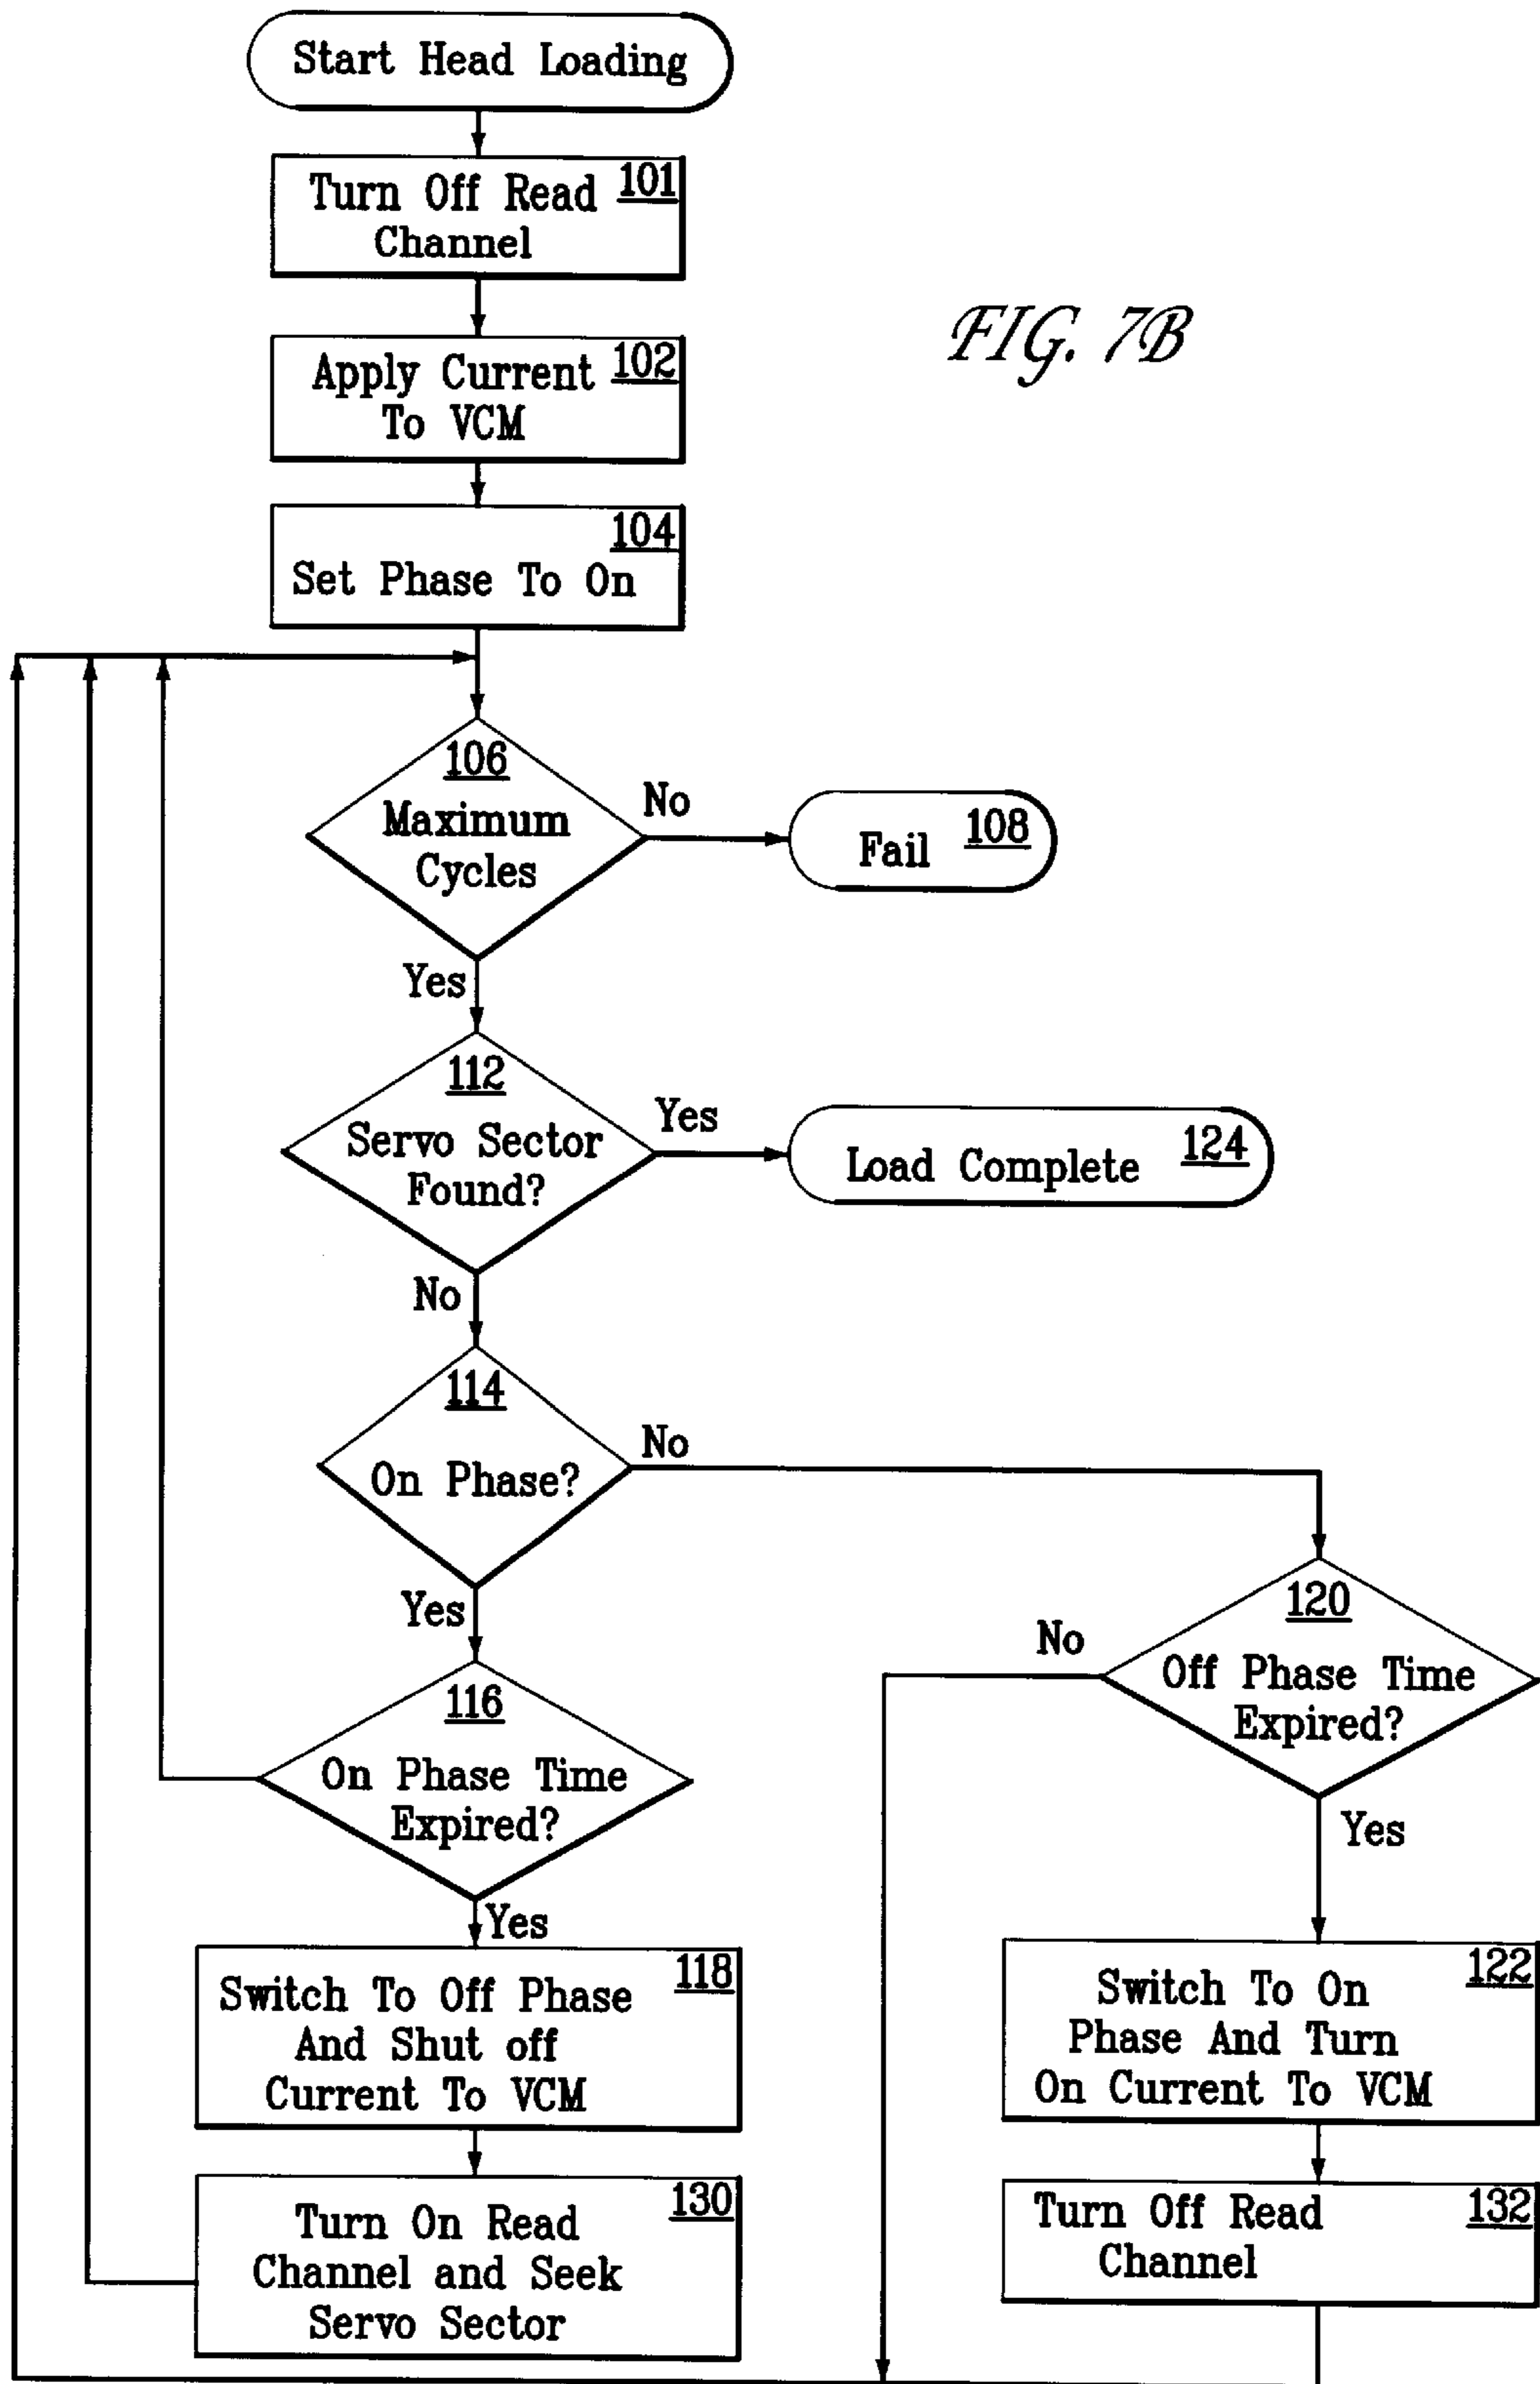 Start Head Loading
Turn Off Read 101
Channel
FIG. 7B
Apply Current 102
To VCM
104
Set Phase To On
106
Maximum
Cycles
No
Fail 108
Yes
112
Servo Sector
Found?
Yes
Load Complete 124
No
114
On Phase?
No
Yes
120
Off Phase Time
Expired?
No
Yes
116
On Phase Time
Expired?
Yes
Switch To Off Phase 118
And Shut off
Current To VCM
Switch To On 122
Phase And Turn
On Current To VCM
Turn On Read 130
Channel and Seek
Servo Sector
Turn Off Read 132
Channel